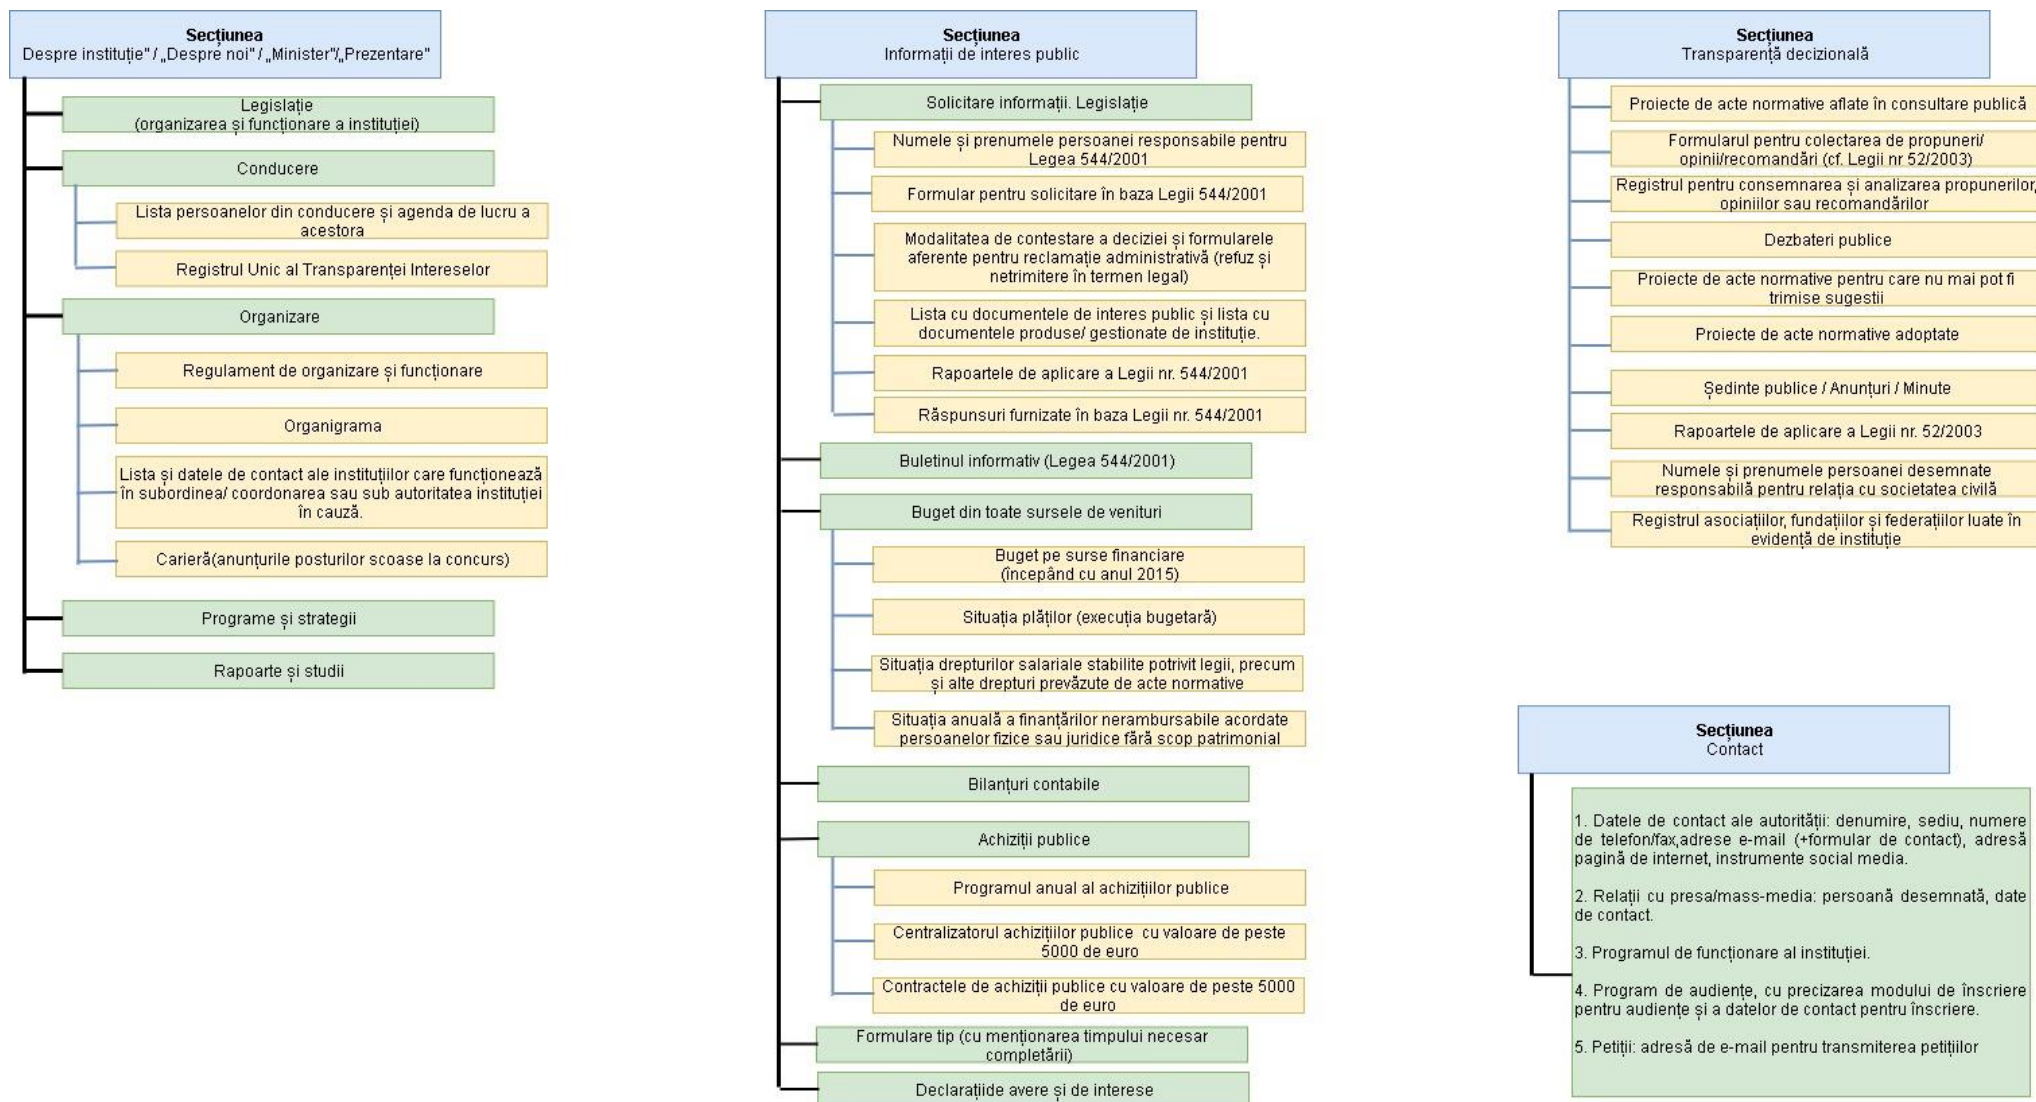 Secțiunea
Despre instituție" / „Despre noi" / „Minister"/„Prezentare"
Legislație
(organizarea și funcționare a instituției)
Conducere
Lista persoanelor din conducere și agenda de lucru a
acestora
Registrul Unic al Transparenței Intereselor
Organizare
Regulament de organizare și funcționare
Organigrama
Lista și datele de contact ale instituțiilor care funcționează
în subordinea/ coordonarea sau sub autoritatea instituției
în cauză.
Carieră(anunțurile posturilor scoase la concurs)
Programe și strategii
Rapoarte și studii
Secțiunea
Informații de interes public
Solicitare informații. Legislație
Numele și prenumele persoanei responsabile pentru
Legea 544/2001
Formular pentru solicitare în baza Legii 544/2001
Modalitatea de contestare a deciziei și formularele
aferente pentru reclamație administrativă (refuz și
netrimitere în termen legal)
Lista cu documentele de interes public și lista cu
documentele produse/ gestionate de instituție.
Rapoartele de aplicare a Legii nr. 544/2001
Răspunsuri furnizate în baza Legii nr. 544/2001
Buletinul informativ (Legea 544/2001)
Buget din toate sursele de venituri
Buget pe surse financiare
(începând cu anul 2015)
Situația plăților (execuția bugetară)
Situația drepturilor salariale stabilite potrivit legii, precum
și alte drepturi prevăzute de acte normative
Situația anuală a finanțărilor nerambursabile acordate
persoanelor fizice sau juridice fără scop patrimonial
Bilanțuri contabile
Achiziții publice
Programul anual al achizițiilor publice
Centralizatorul achizițiilor publice cu valoare de peste
5000 de euro
Contractele de achiziții publice cu valoare de peste 5000
de euro
Formulare tip (cu menționarea timpului necesar
completării)
Declarațiide avere și de interese
Secțiunea
Transparență decizională
Proiecte de acte normative aflate în consultare publică
Formularul pentru colectarea de propuneri/
opinii/recomandări (cf. Legii nr 52/2003)
Registrul pentru consemnarea și analizarea propunerilor,
opiniilor sau recomandărilor
Dezbateri publice
Proiecte de acte normative pentru care nu mai pot fi
trimise sugestii
Proiecte de acte normative adoptate
Ședinte publice / Anunțuri / Minute
Rapoartele de aplicare a Legii nr. 52/2003
Numele și prenumele persoanei desemnate
responsabilă pentru relația cu societatea civilă
Registrul asociațiilor, fundațiilor și federațiilor luate în
evidență de instituție
Secțiunea
Contact
1. Datele de contact ale autorității: denumire, sediu, numere
de telefon/fax,adrese e-mail (+formular de contact), adresă
pagină de internet, instrumente social media.
2. Relații cu presa/mass-media: persoană desemnată, date
de contact.
3. Programul de funcționare al instituției.
4. Program de audiențe, cu precizarea modului de înscriere
pentru audiențe și a datelor de contact pentru înscriere.
5. Petiții: adresă de e-mail pentru transmiterea petițiilor